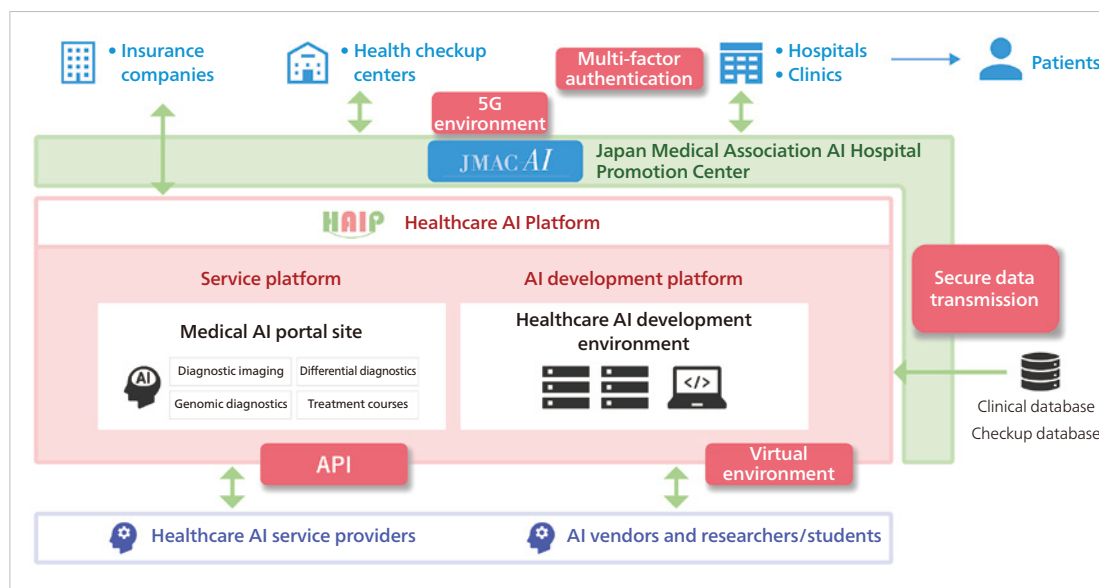 • Insurance
companies
• Health checkup
centers
Multi-factor
authentication
• Hospitals
• Clinics
Patients
5G
environment
JMAC AI
Japan Medical Association AI Hospital
Promotion Center
HAIP
Healthcare AI Platform
Service platform
AI development platform
Secure data
transmission
Medical AI portal site
AI
Diagnostic imaging
Differential diagnostics
Genomic diagnostics
Treatment courses
Healthcare AI development
environment
</>
Clinical database
Checkup database
API
Virtual
environment
Healthcare AI service providers
AI vendors and researchers/students